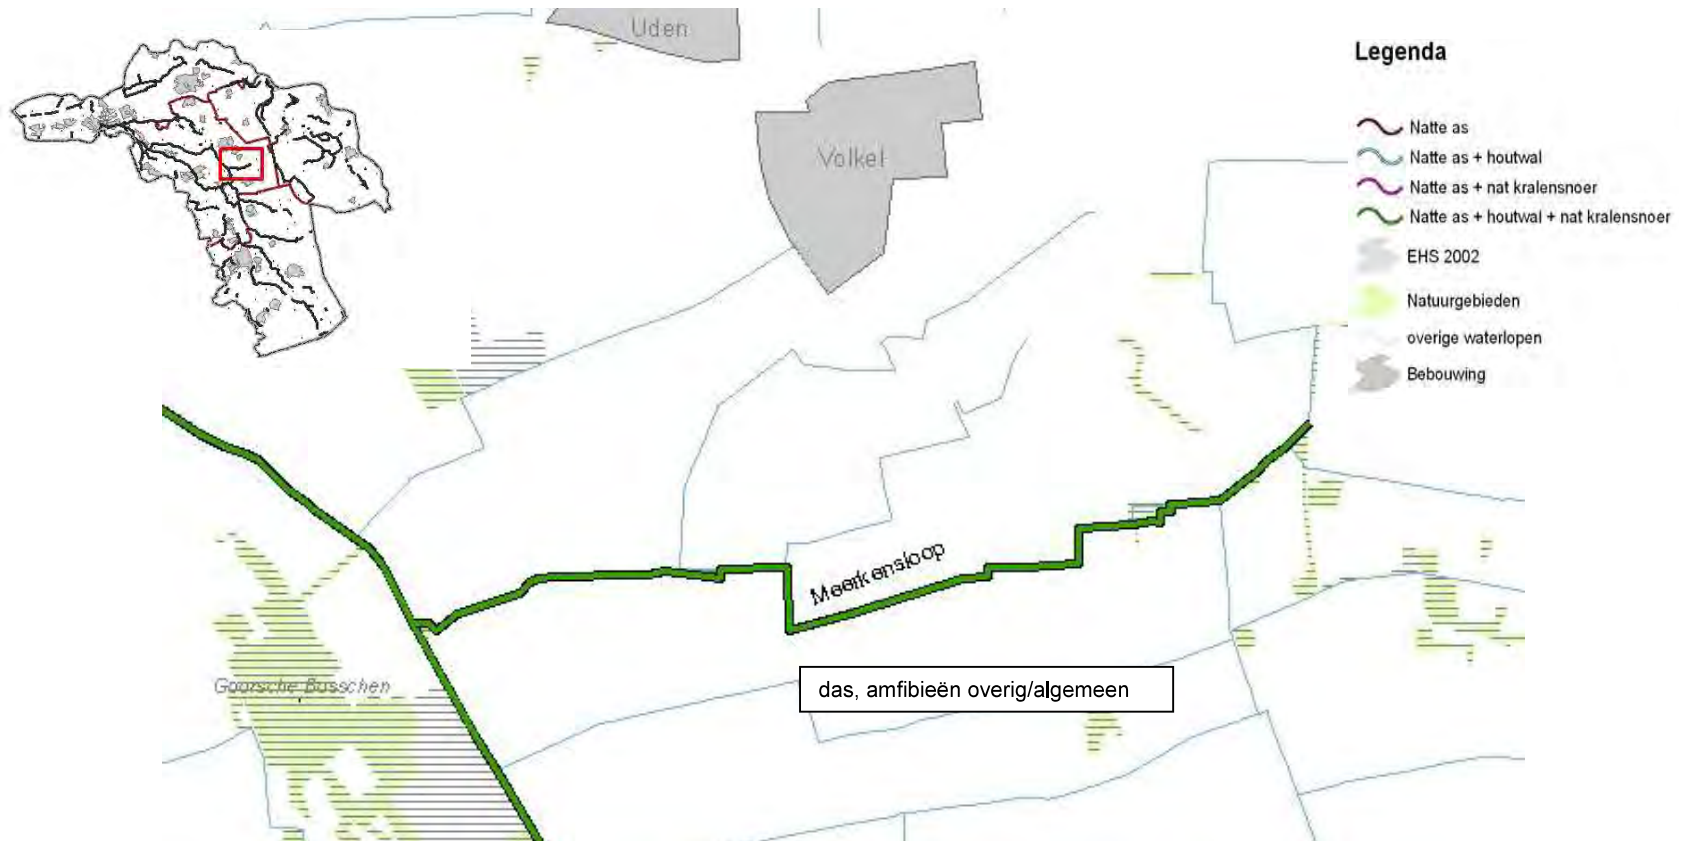 Uden
Volkel
Legenda
Natte as
Natte as + houtwal
Natte as + nat kralensnoer
Natte as + houtwal + nat kralensnoer
EHS 2002
Natuurgebieden
overige waterlopen
Bebouwing
Meerkensloop
das, amfibieën overig/algemeen
Goorsche Bosschen